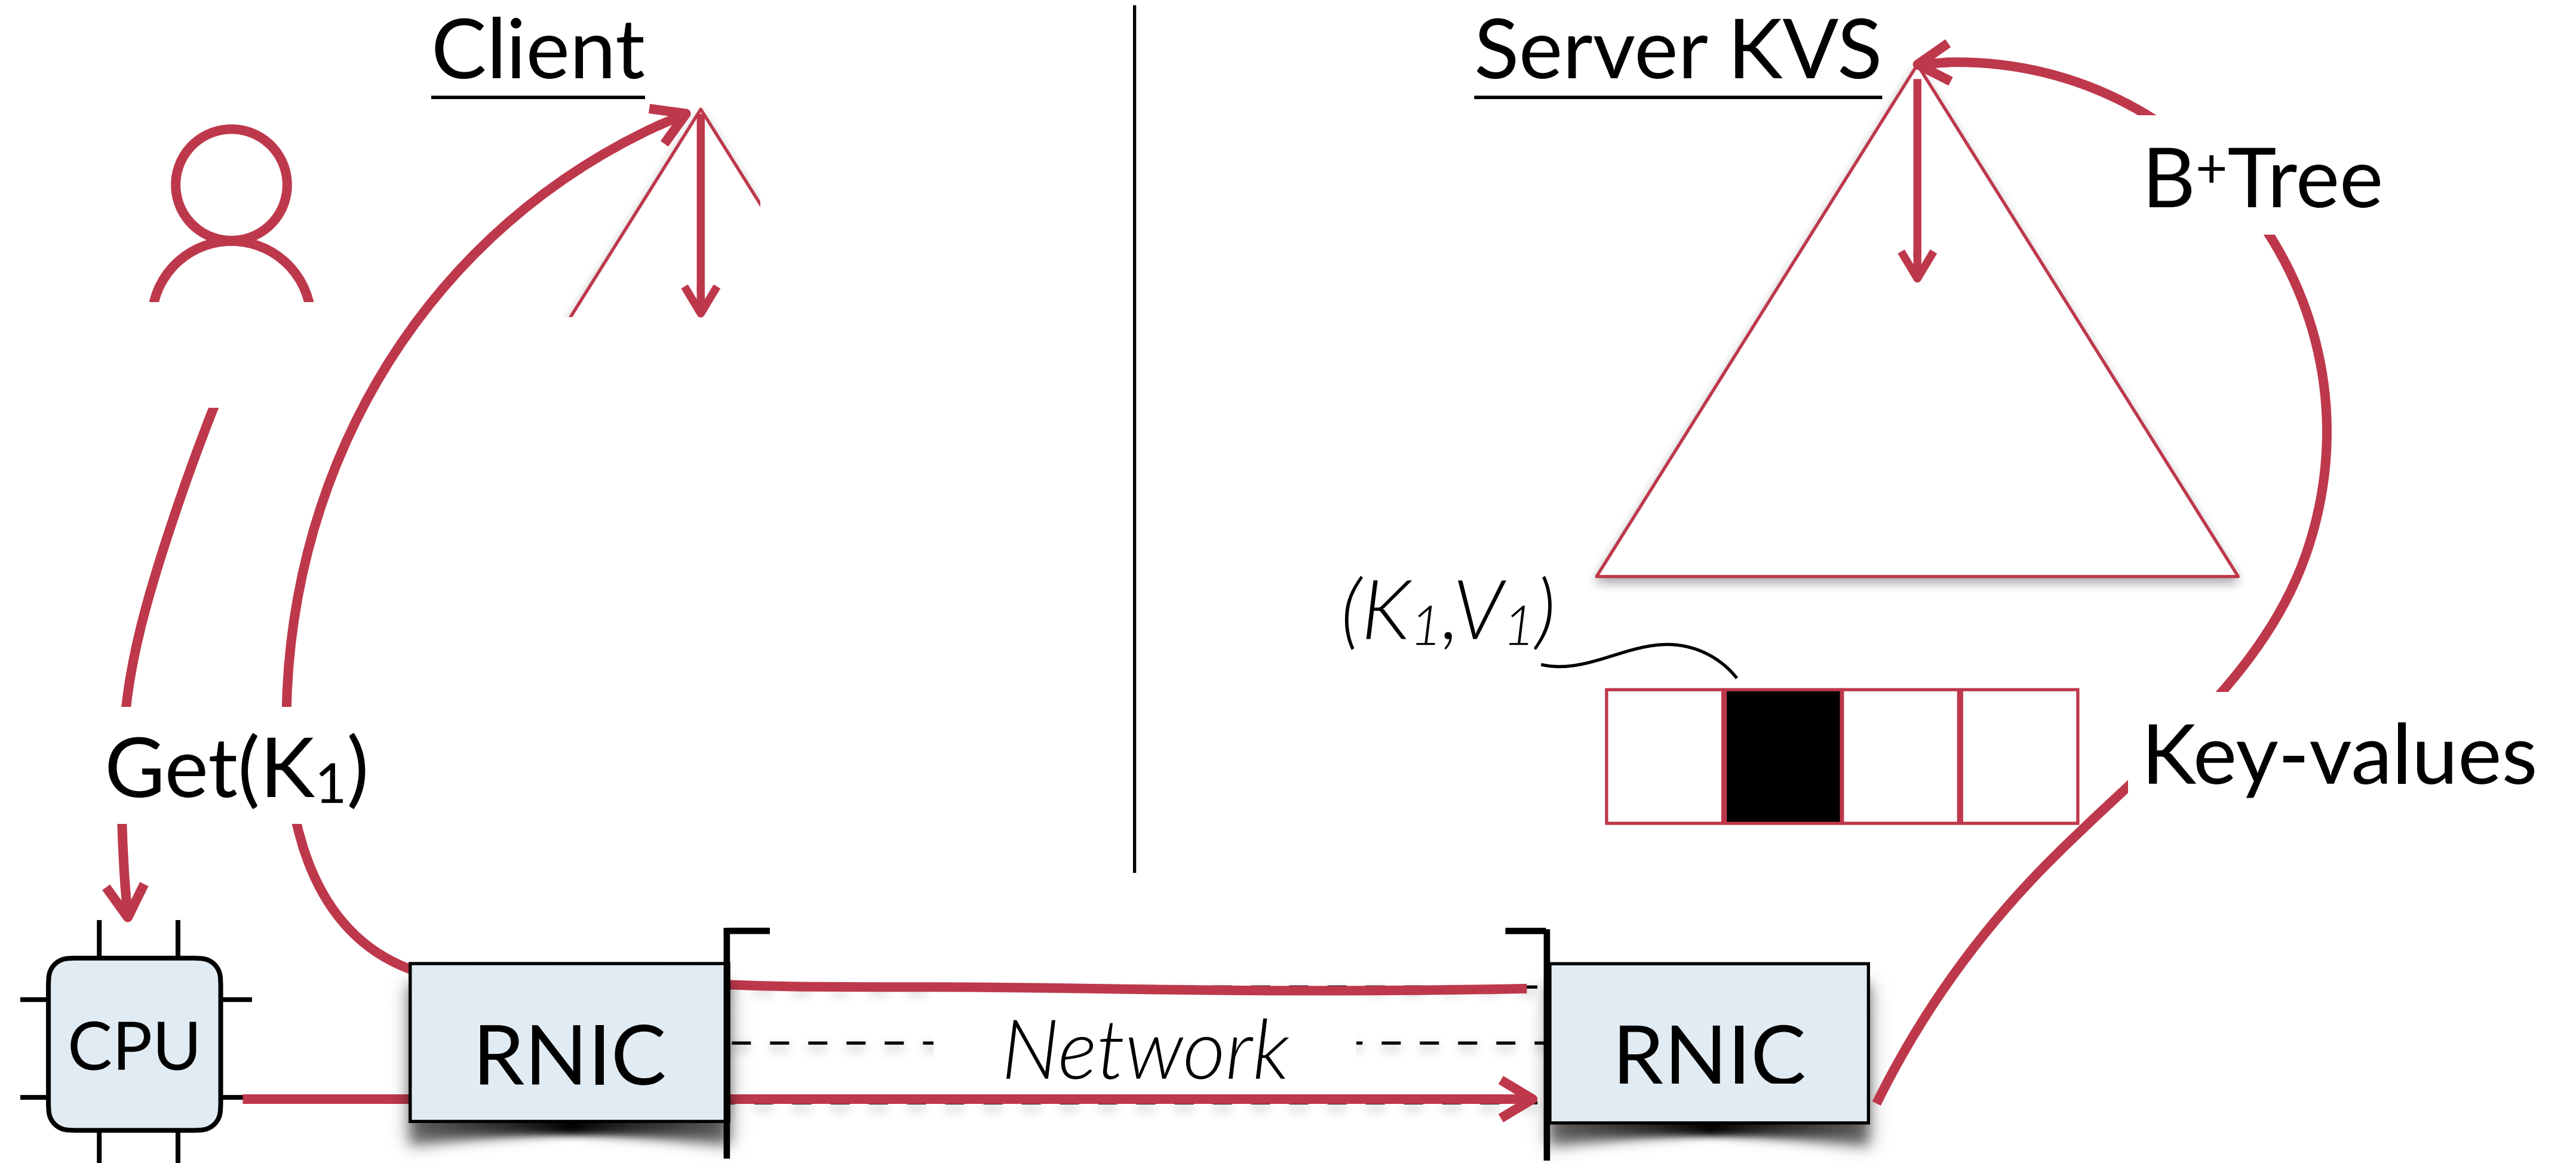 Client
Server KVS
B⁺Tree
(K₁,V₁)
Get(K₁)
Key-values
CPU
RNIC
Network
RNIC